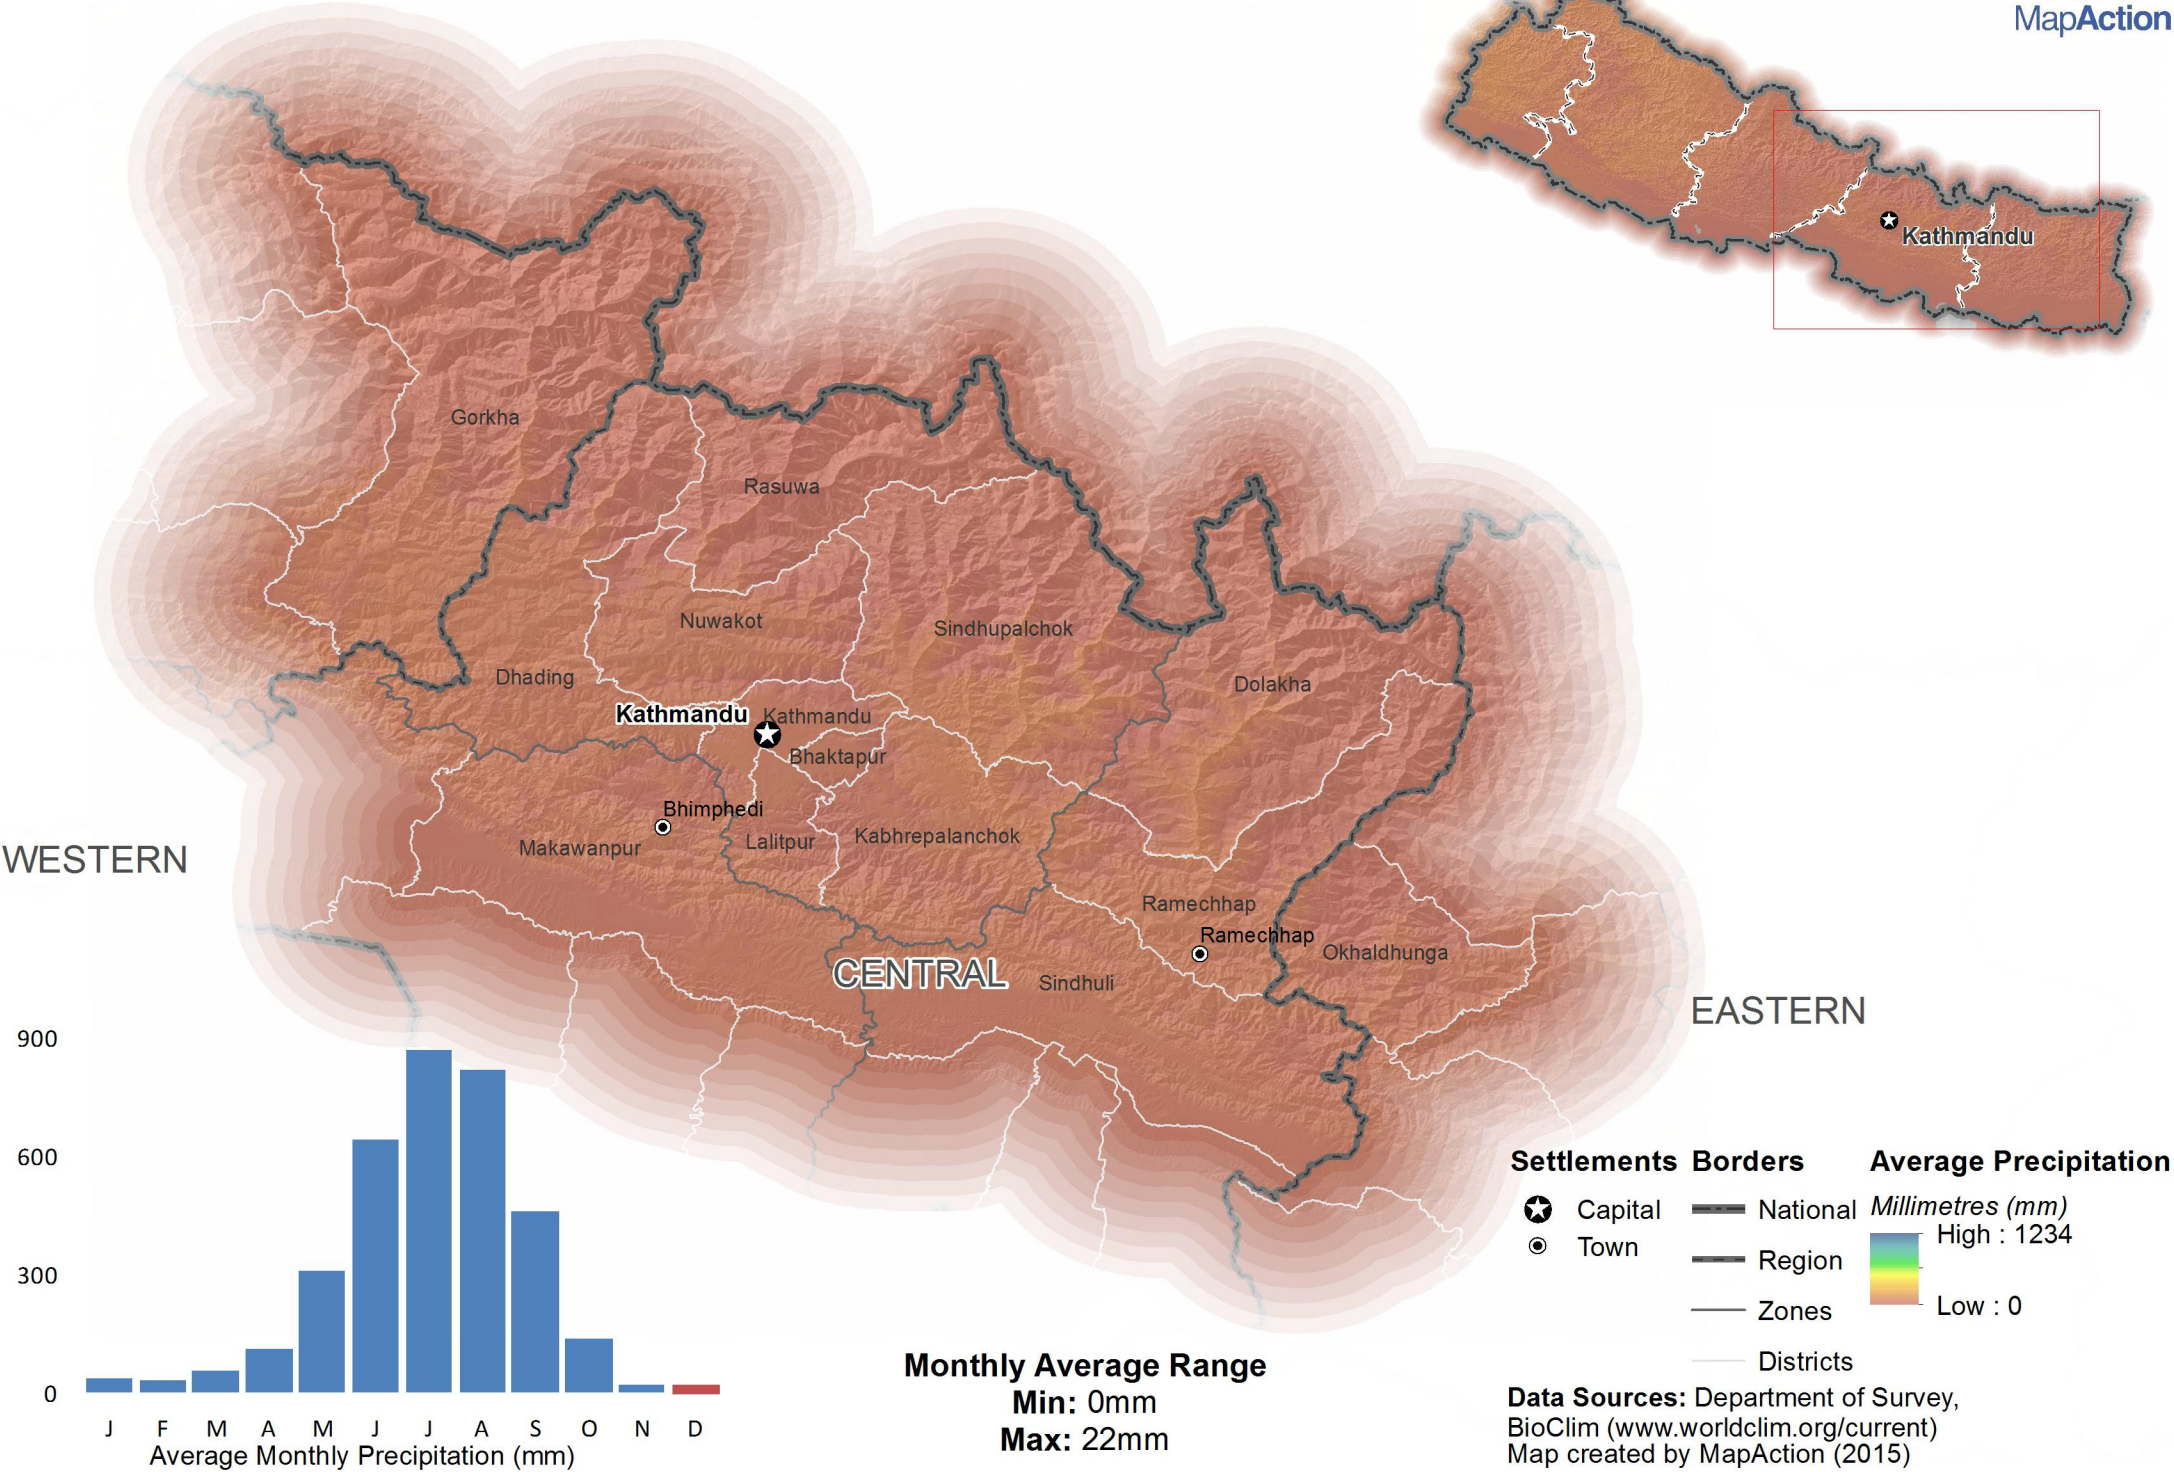 MapAction
Kathmandu
Gorkha
Rasuwa
Nuwakot
Sindhupalchok
Dhading
Dolakha
Kathmandu
Kathmandu
Bhaktapur
Bhimphedi
Makawanpur
Lalitpur
Kabhrepalanchok
WESTERN
Ramechhap
Ramechhap
Okhaldhunga
CENTRAL
Sindhuli
EASTERN
900
600
300
0
J F M A M J J A S O N D
Average Monthly Precipitation (mm)
Monthly Average Range
Min: 0mm
Max: 22mm
Settlements
Capital
Town
Borders
National
Region
Zones
Districts
Average Precipitation
Millimetres (mm)
High : 1234
Low : 0
Data Sources: Department of Survey,
BioClim (www.worldclim.org/current)
Map created by MapAction (2015)